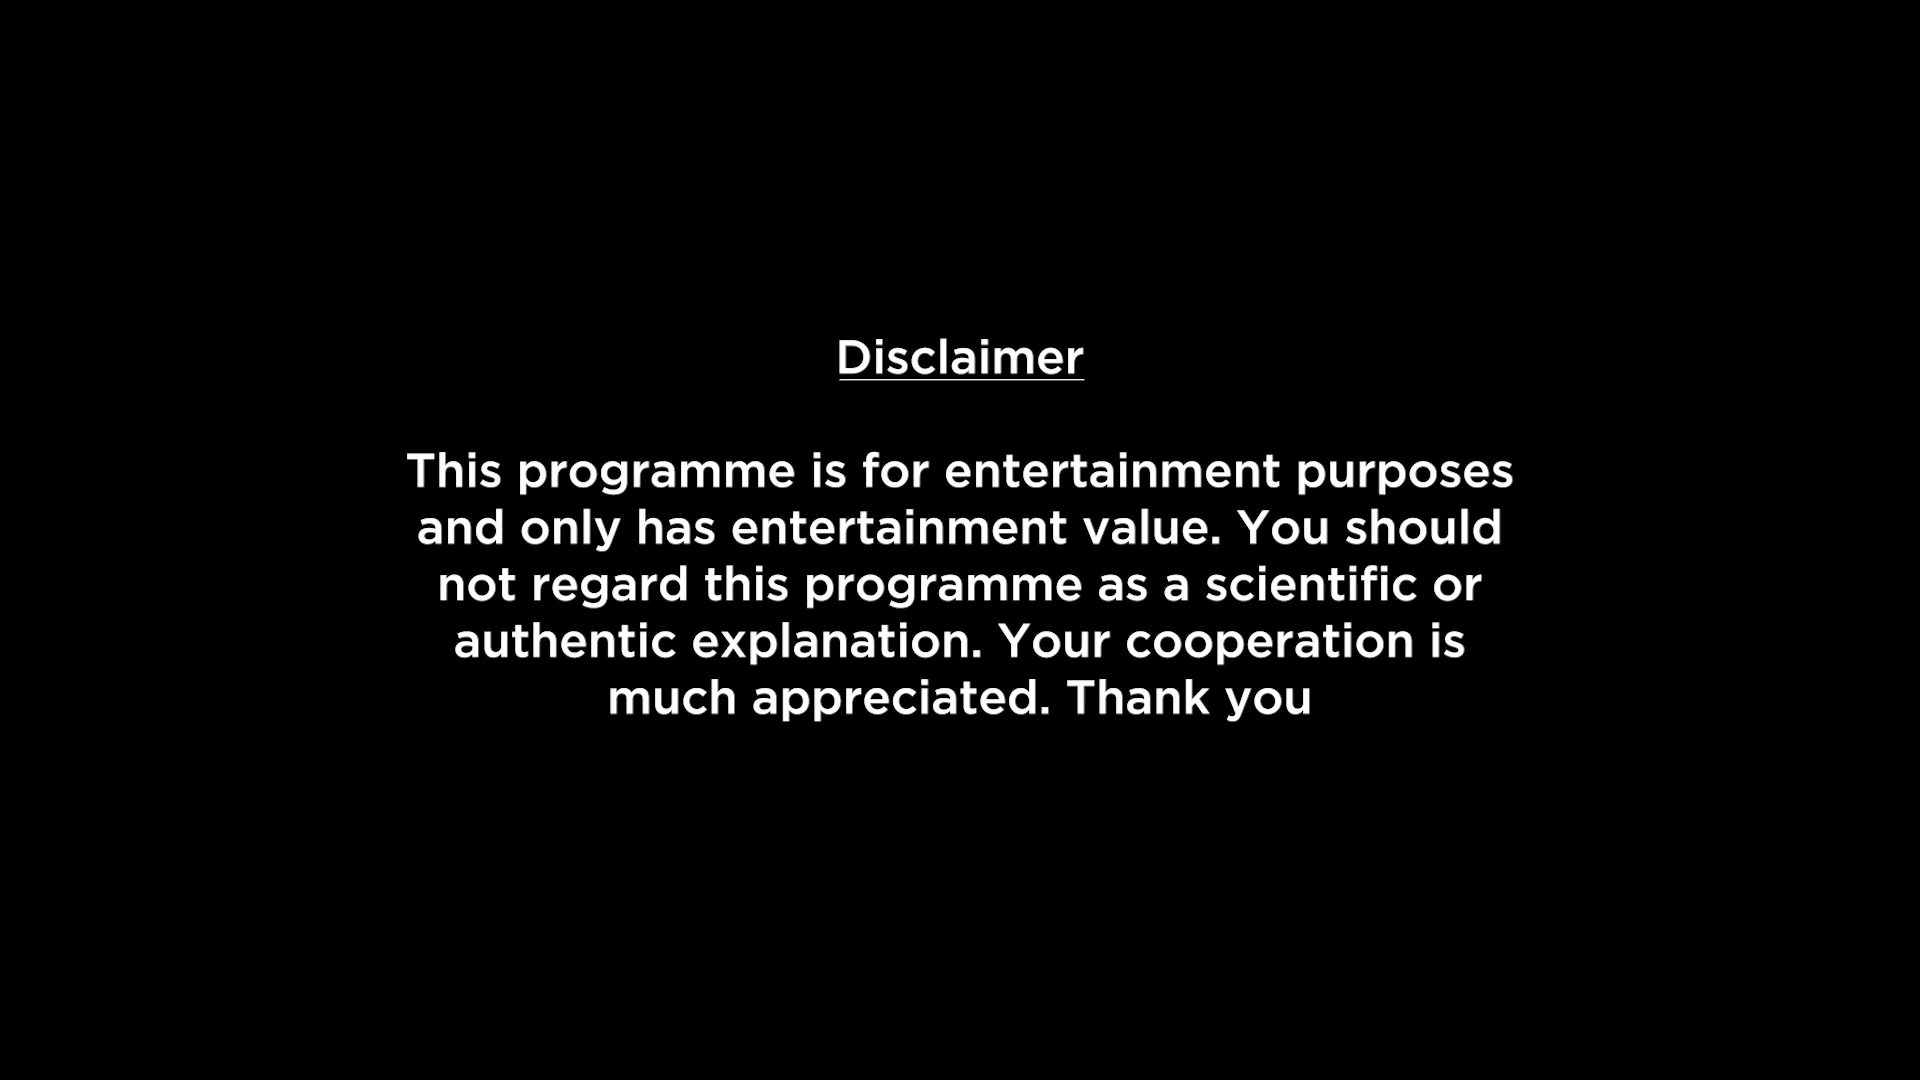 Disclaimer
This programme is for entertainment purposes
and only has entertainment value. You should
not regard this programme as a scientific or
authentic explanation. Your cooperation is
much appreciated. Thank you